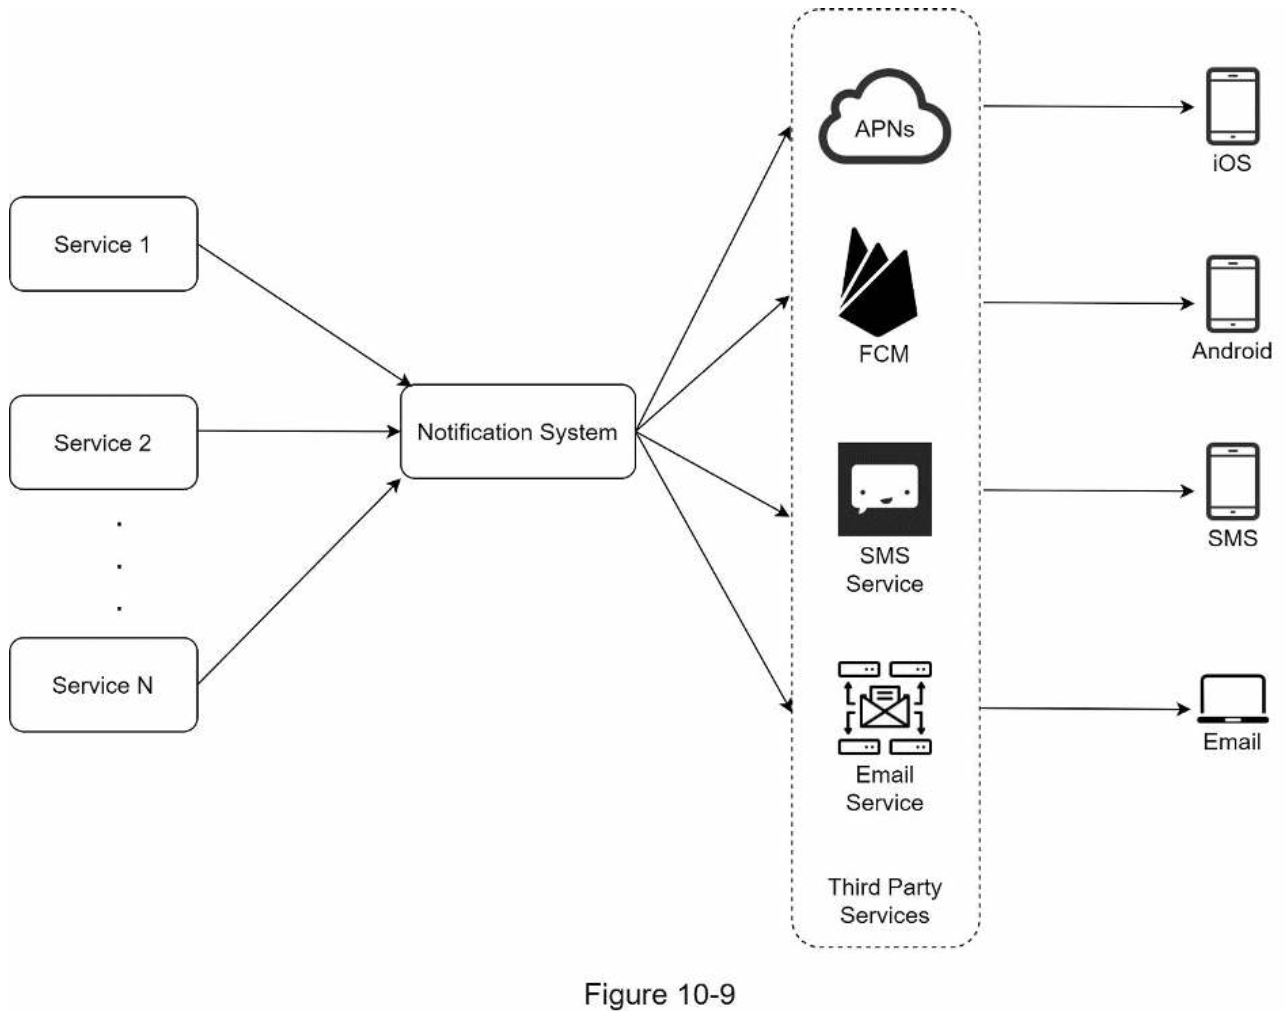 Service 1
Service 2
.
.
.
Service N
Notification System
APNs
FCM
SMS
Service
Email
Service
Third Party
Services
iOS
Android
SMS
Email
Figure 10-9